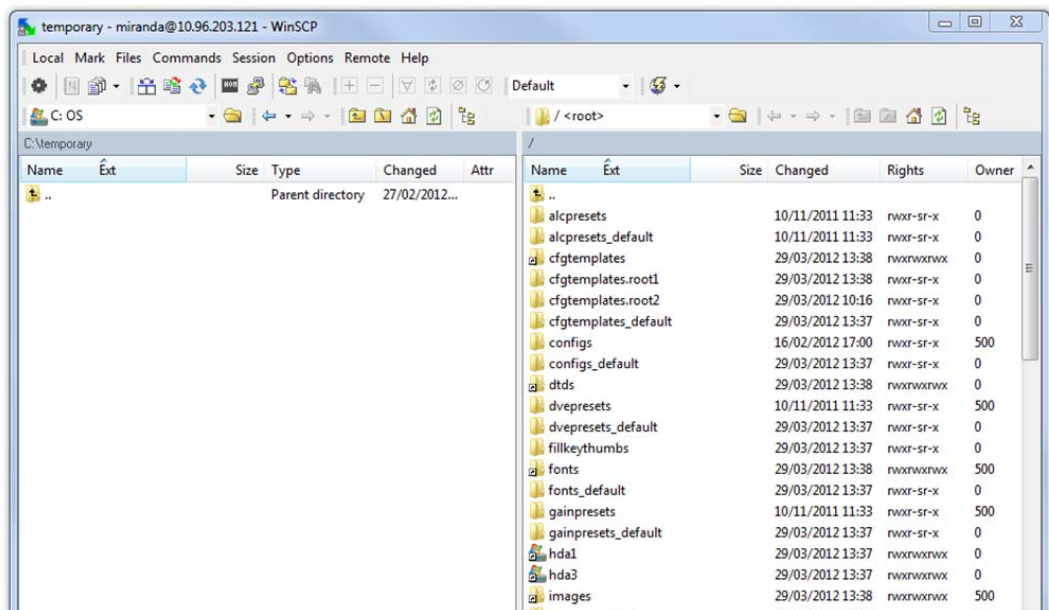 temporary - miranda@10.96.203.121 - WinSCP
Local Mark Files Commands Session Options Remote Help
Default
C: OS
/ <root>
C:\temporary
/
Name Ext Size Type Changed Attr
Name Ext Size Changed Rights Owner
.. Parent directory 27/02/2012...
..
alcpresets 10/11/2011 11:33 rwxr-sr-x 0
alcpresets_default 10/11/2011 11:33 rwxr-sr-x 0
cfgtemplates 29/03/2012 13:38 rwxrwxrwx 0
cfgtemplates.root1 29/03/2012 13:38 rwxr-sr-x 0
cfgtemplates.root2 29/03/2012 10:16 rwxr-sr-x 0
cfgtemplates_default 29/03/2012 13:37 rwxr-sr-x 0
configs 16/02/2012 17:00 rwxr-sr-x 500
configs_default 29/03/2012 13:37 rwxr-sr-x 0
dtds 29/03/2012 13:38 rwxrwxrwx 0
dvepresets 10/11/2011 11:33 rwxr-sr-x 500
dvepresets_default 29/03/2012 13:37 rwxr-sr-x 0
fillkeythumbs 29/03/2012 13:37 rwxr-sr-x 0
fonts 29/03/2012 13:38 rwxrwxrwx 500
fonts_default 29/03/2012 13:37 rwxr-sr-x 0
gainpresets 10/11/2011 11:33 rwxr-sr-x 500
gainpresets_default 29/03/2012 13:37 rwxr-sr-x 0
hda1 29/03/2012 13:37 rwxrwxrwx 0
hda3 29/03/2012 13:37 rwxrwxrwx 0
images 29/03/2012 13:38 rwxrwxrwx 500